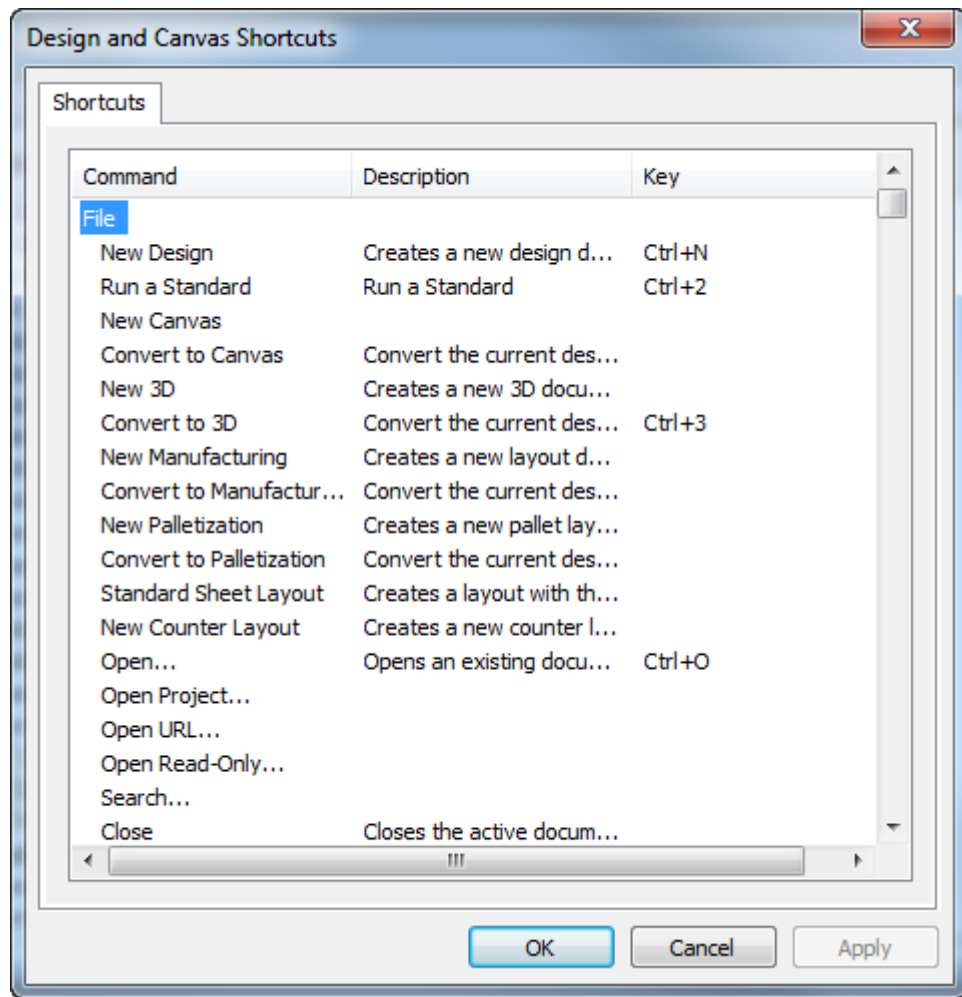 Design and Canvas Shortcuts
Shortcuts
Command Description Key
File
New Design Creates a new design d... Ctrl+N
Run a Standard Run a Standard Ctrl+2
New Canvas
Convert to Canvas Convert the current des...
New 3D Creates a new 3D docu...
Convert to 3D Convert the current des... Ctrl+3
New Manufacturing Creates a new layout d...
Convert to Manufactur... Convert the current des...
New Palletization Creates a new pallet lay...
Convert to Palletization Convert the current des...
Standard Sheet Layout Creates a layout with th...
New Counter Layout Creates a new counter l...
Open... Opens an existing docu... Ctrl+O
Open Project...
Open URL...
Open Read-Only...
Search...
Close Closes the active docum...
OK Cancel Apply